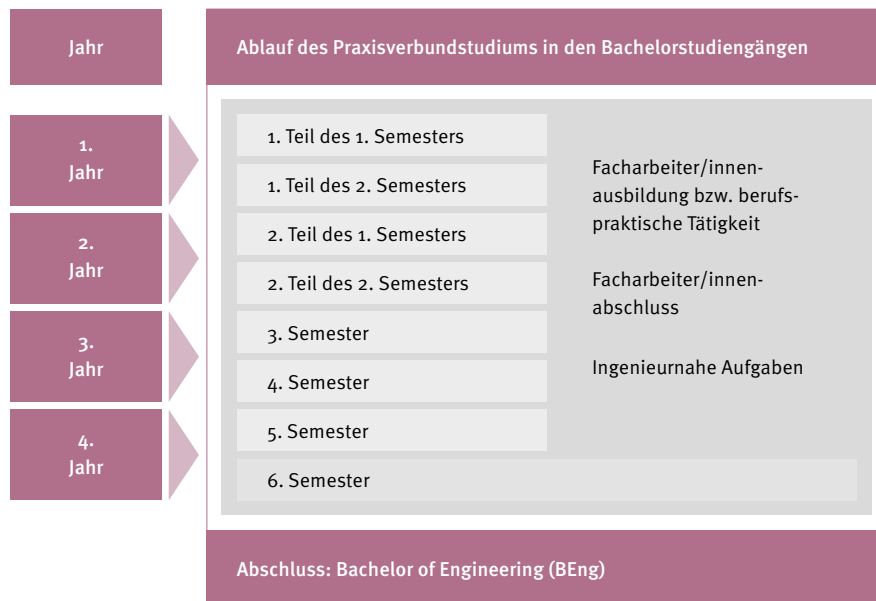 Jahr
Ablauf des Praxisverbundstudiums in den Bachelorstudiengängen
1.
Jahr
2.
Jahr
3.
Jahr
4.
Jahr
1. Teil des 1. Semesters
1. Teil des 2. Semesters
2. Teil des 1. Semesters
2. Teil des 2. Semesters
3. Semester
4. Semester
5. Semester
6. Semester
Facharbeiter/innen-
ausbildung bzw. berufs-
praktische Tätigkeit
Facharbeiter/innen-
abschluss
Ingenieurnahe Aufgaben
Abschluss: Bachelor of Engineering (BEng)